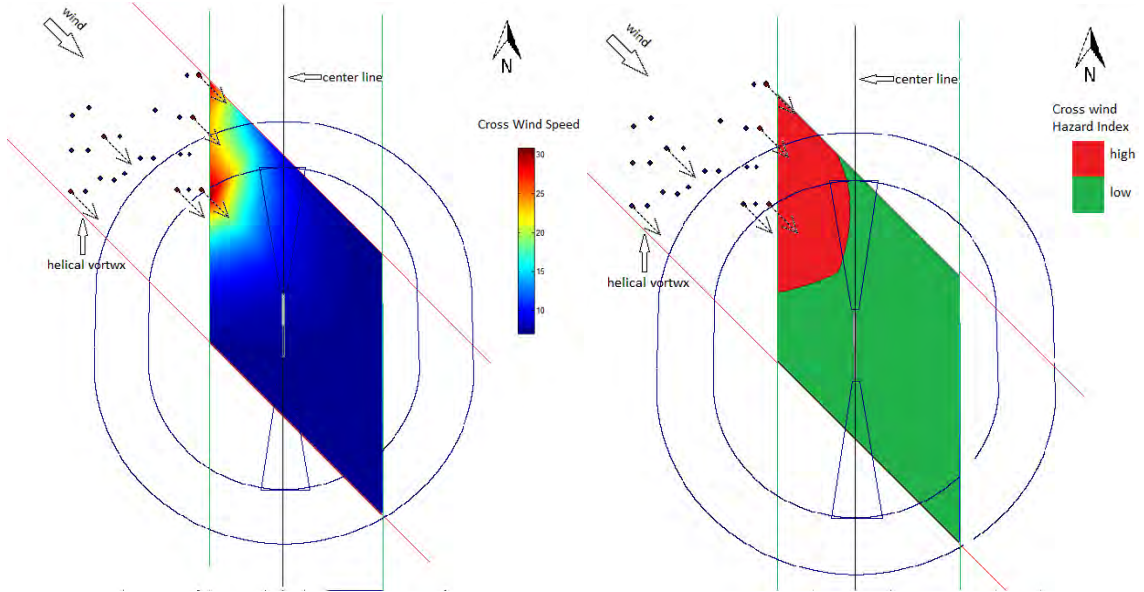 wind
N
center line
Cross Wind Speed
30
25
20
15
10
helical vortwx
wind
N
center line
Cross wind
Hazard Index
high
low
helical vortwx